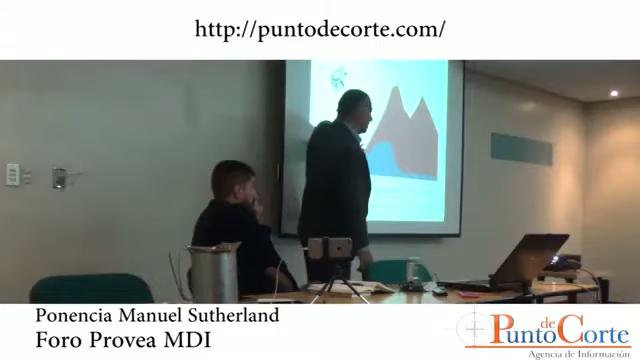 http://puntodecorte.com/
Ponencia Manuel Sutherland
Foro Provea MDI
Punto de Corte
Agencia de Información